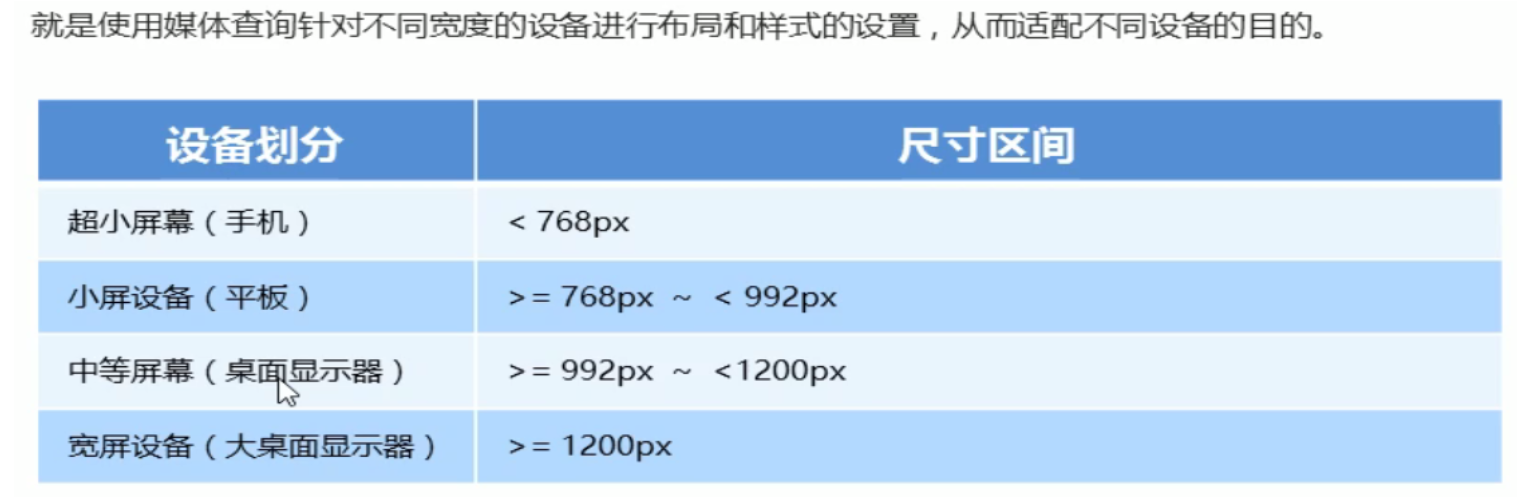 就是使用媒体查询针对不同宽度的设备进行布局和样式的设置，从而适配不同设备的目的。
设备划分 尺寸区间
超小屏幕（手机） < 768px
小屏设备（平板） >= 768px ~ < 992px
中等屏幕（桌面显示器） >= 992px ~ <1200px
宽屏设备（大桌面显示器） >= 1200px